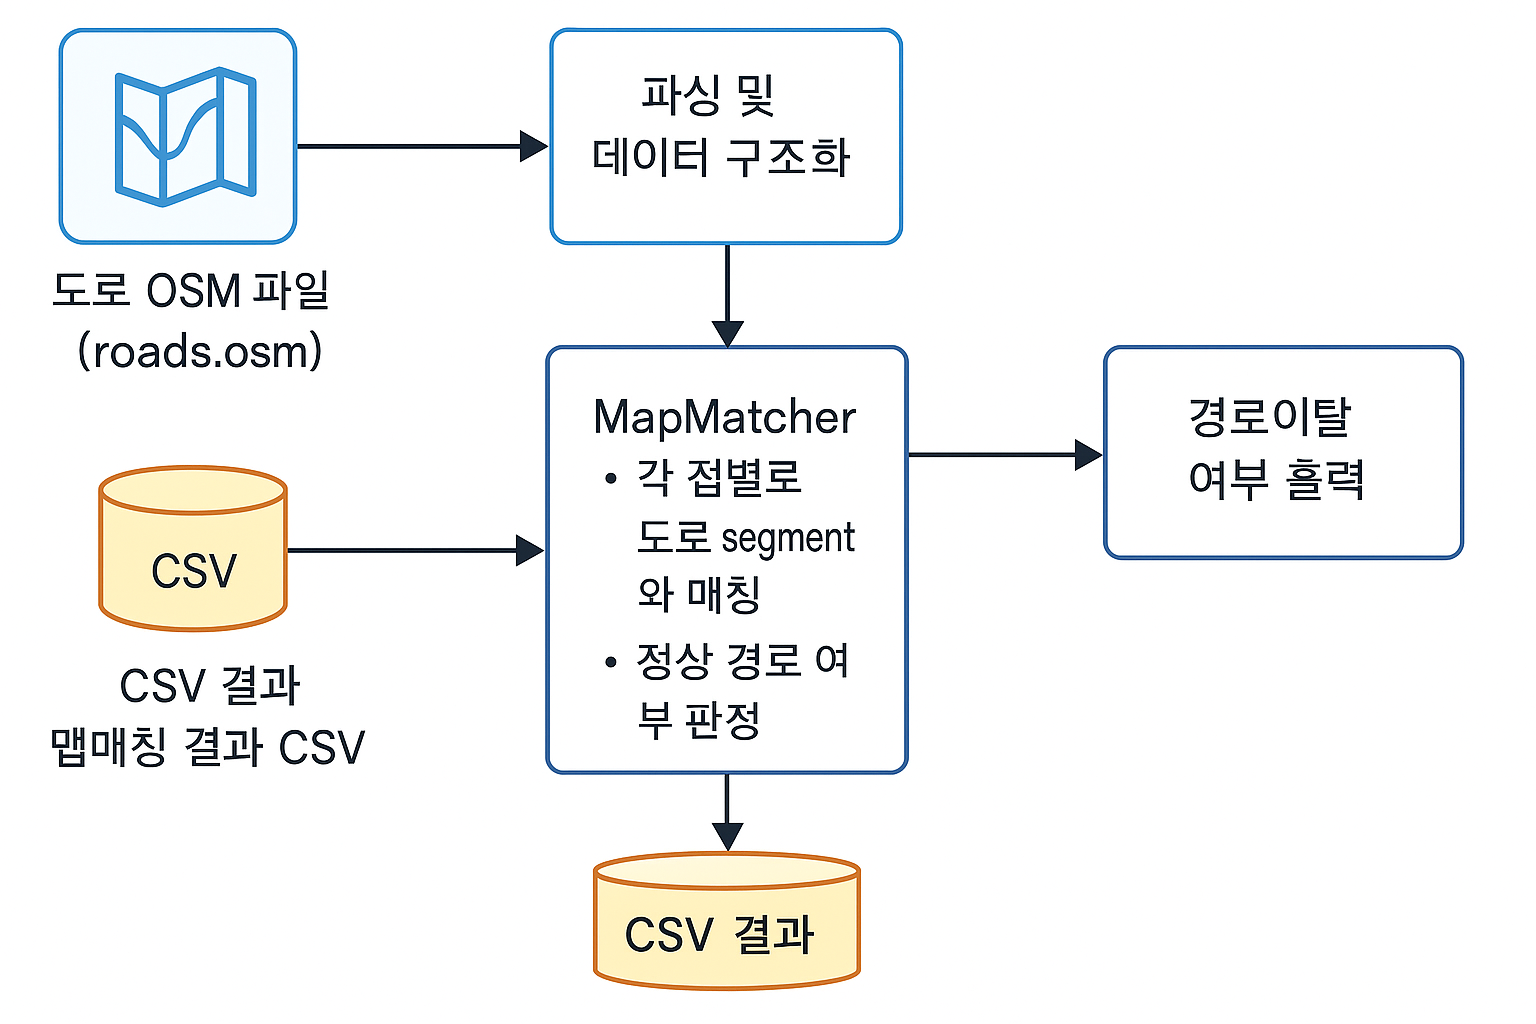 파싱 및
데이터 구조화
도로 OSM 파일
(roads.osm)
MapMatcher
• 각 접별로
도로 segment
와 매칭
• 정상 경로 여
부 판정
경로이탈
여부 홀력
CSV
CSV 결과
맵매칭 결과 CSV
CSV 결과